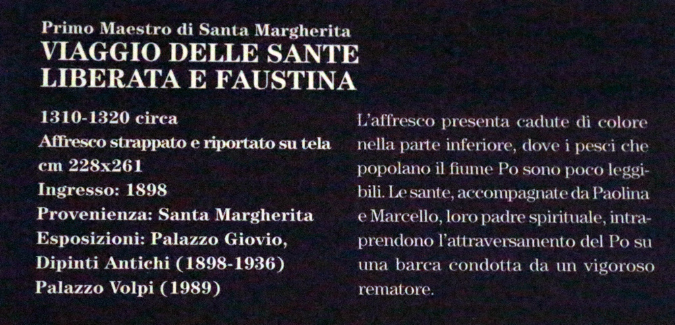 Primo Maestro di Santa Margherita
VIAGGIO DELLE SANTE
LIBERATA E FAUSTINA
1310-1320 circa
Affresco strappato e riportato su tela
cm 228x261
Ingresso: 1898
Provenienza: Santa Margherita
Esposizioni: Palazzo Giovio,
Dipinti Antichi (1898-1936)
Palazzo Volpi (1989)
L'affresco presenta cadute di colore
nella parte inferiore, dove i pesci che
popolano il fiume Po sono poco leggi-
bili. Le sante, accompagnate da Paolina
e Marcello, loro padre spirituale, intra-
prendono l'attraversamento del Po su
una barca condotta da un vigoroso
rematore.